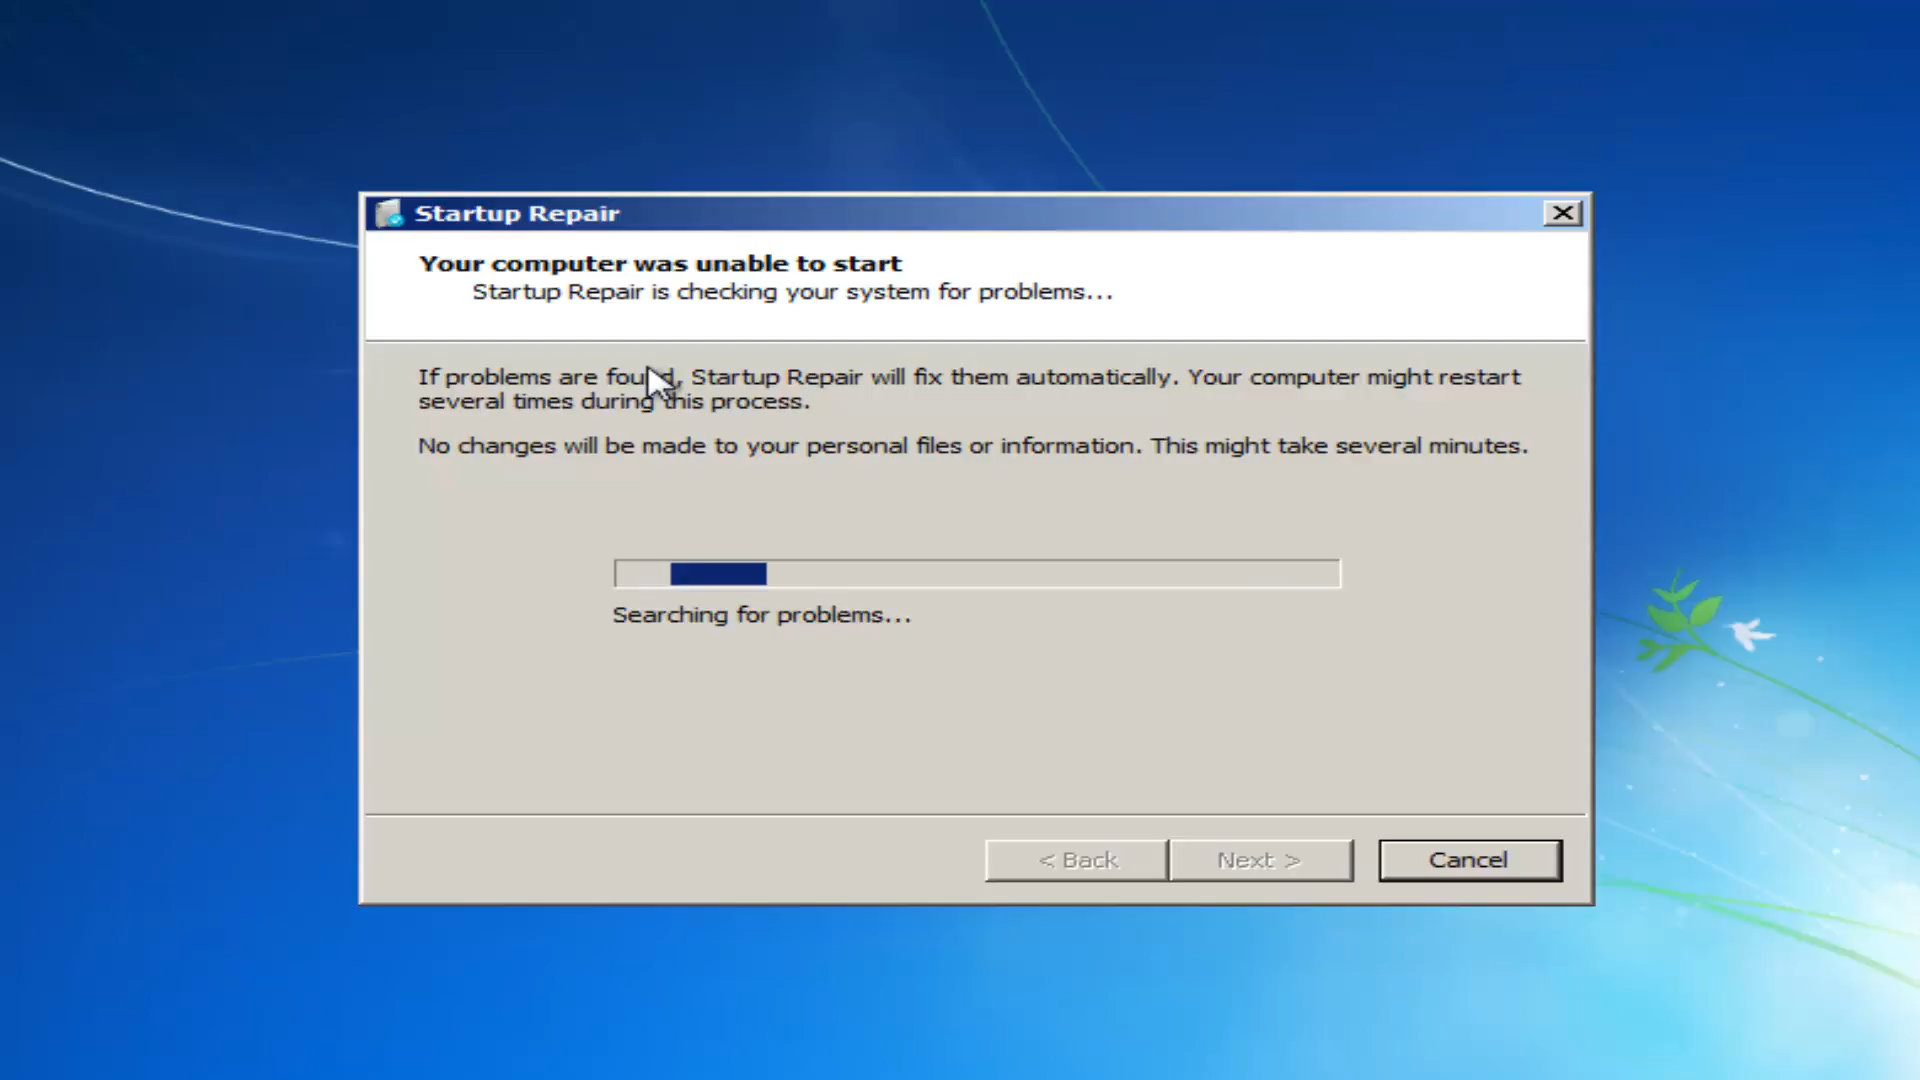 Startup Repair
Your computer was unable to start
Startup Repair is checking your system for problems...
If problems are found, Startup Repair will fix them automatically. Your computer might restart
several times during this process.
No changes will be made to your personal files or information. This might take several minutes.
Searching for problems...
< Back
Next >
Cancel